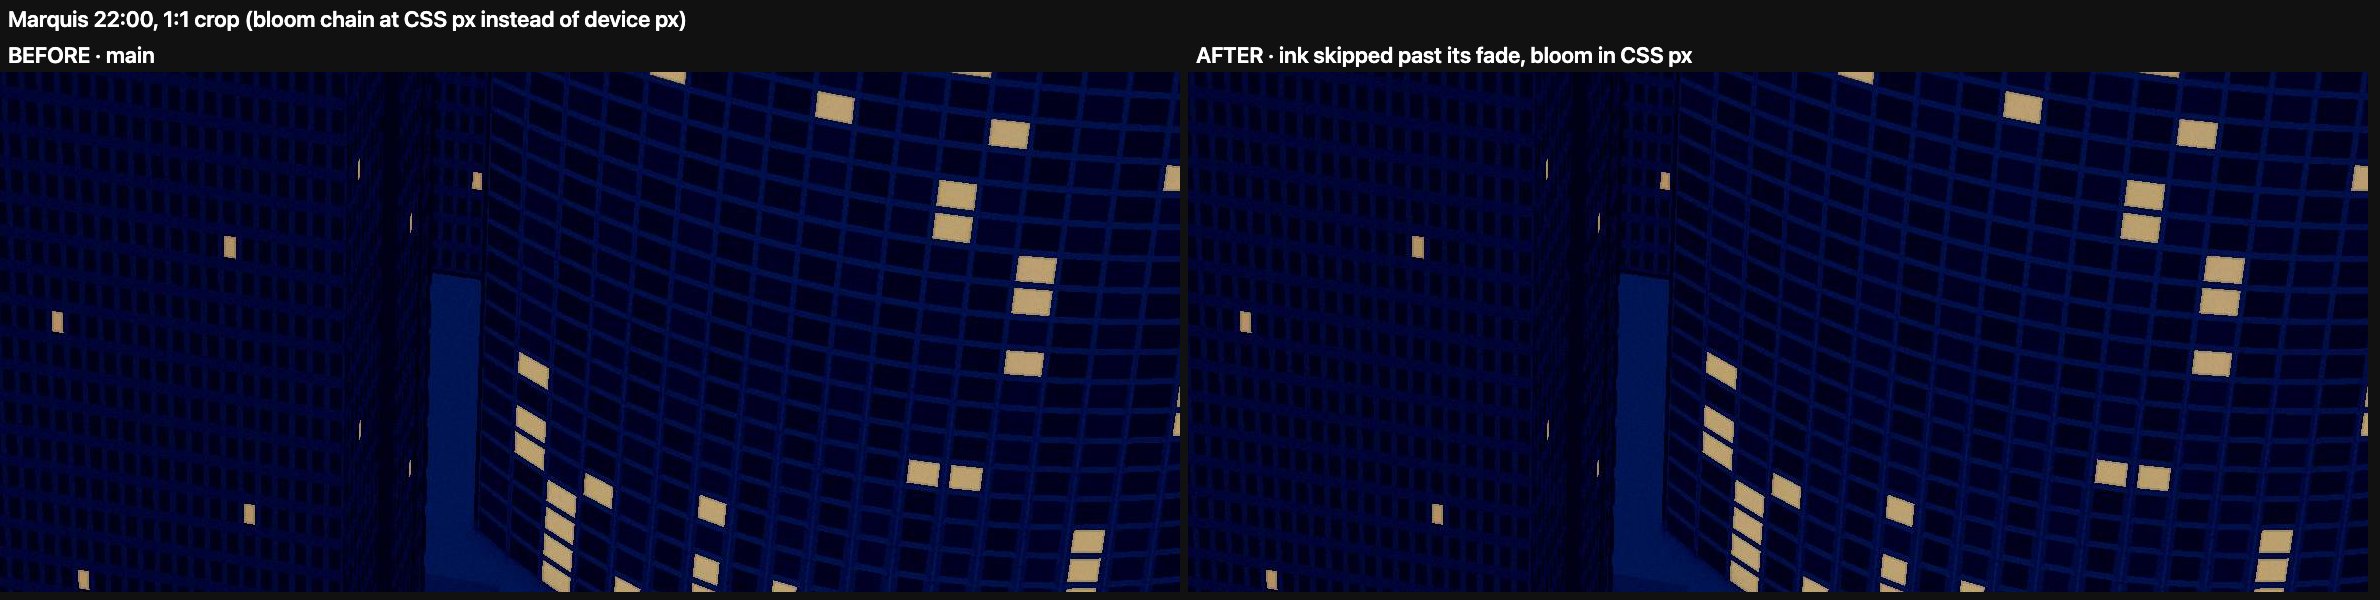 Marquis 22:00, 1:1 crop (bloom chain at CSS px instead of device px)
BEFORE · main
AFTER · ink skipped past its fade, bloom in CSS px